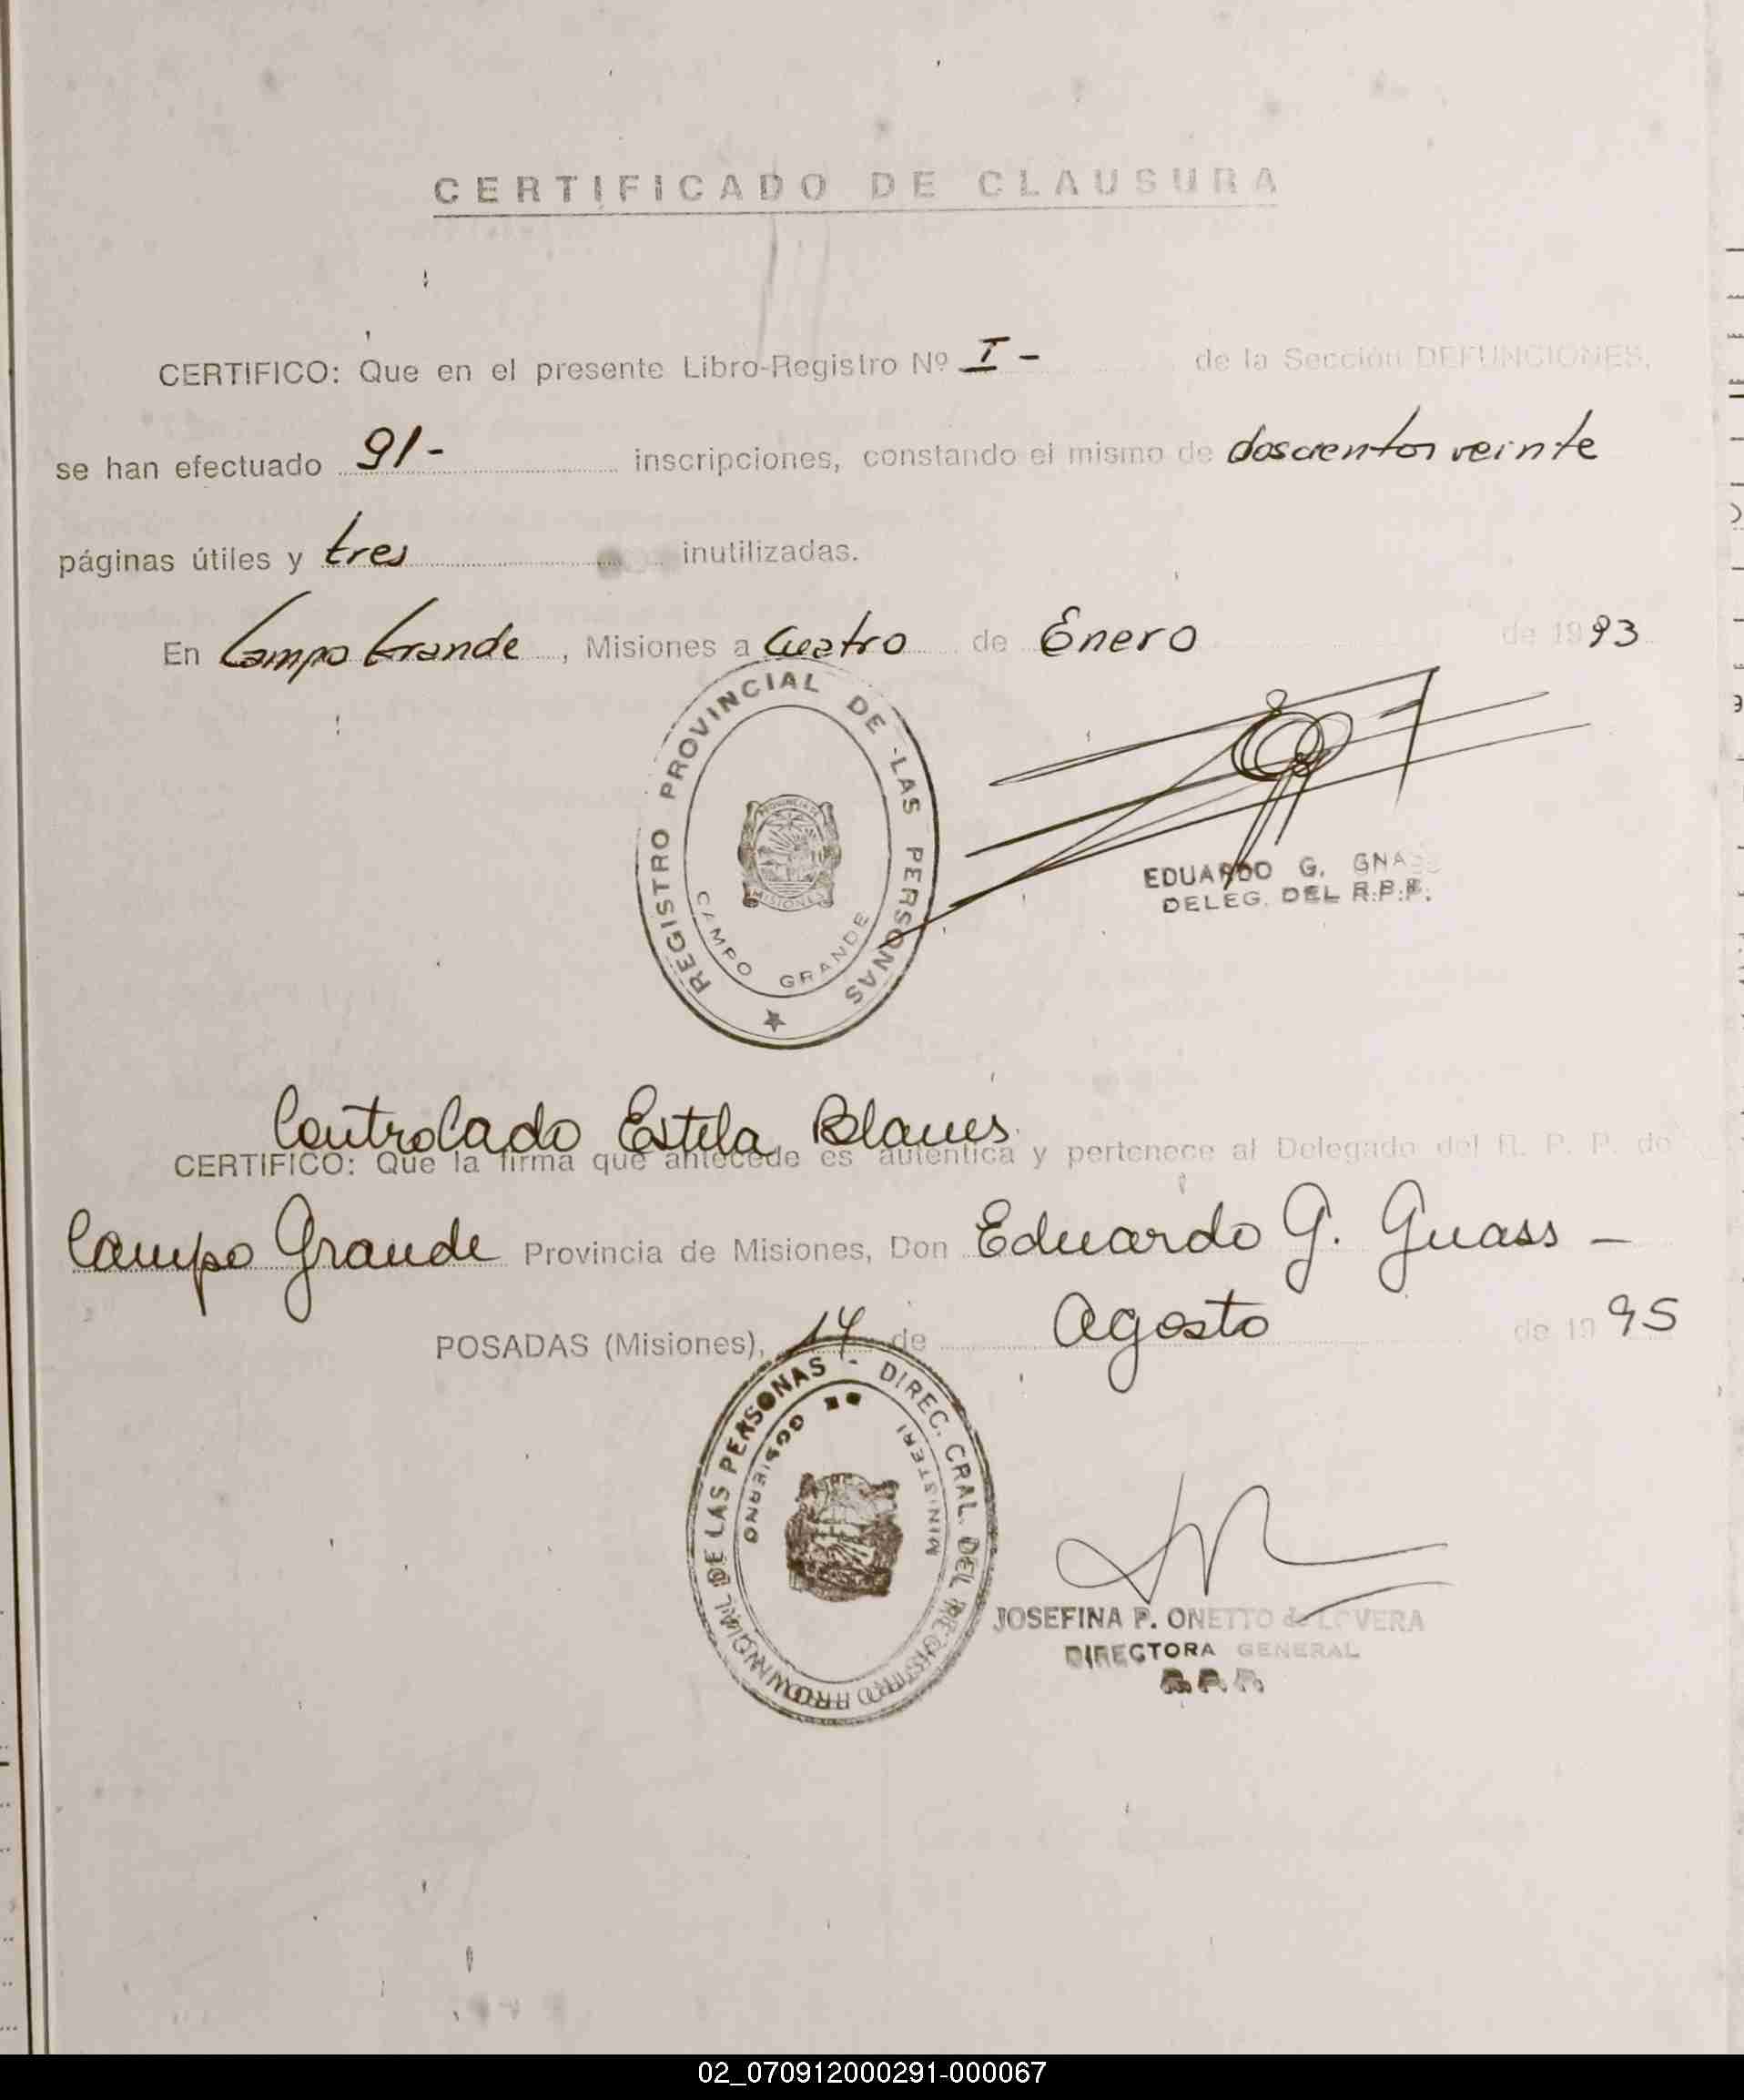 CERTIFICADO DE CLAUSURA
CERTIFICO: Que en el presente Libro-Registro Nº I - de la Sección DEFUNCIONES,
se han efectuado 91- inscripciones, constando el mismo de doscientos veinte
páginas útiles y tres inutilizadas.
En Campo Grande, Misiones a Cuatro de Enero de 1993
REGISTRO PROVINCIAL DE LAS PERSONAS
CAMPO GRANDE
PROVINCIA DE
MISIONES
EDUARDO G. GNA
DELEG. DEL R.P.P.
Controlado Estela Blanes
CERTIFICO: Que la firma que antecede es auténtica y pertenece al Delegado del R. P. P. de
Campo Grande Provincia de Misiones, Don Eduardo G. Gnass -
POSADAS (Misiones), 14 de Agosto de 1995
DIREC. GRAL. DEL REGISTRO PROVINCIAL DE LAS PERSONAS -
MINISTERI
GOBIERNO
JOSEFINA P. ONETTO de LOVERA
DIRECTORA GENERAL
02_070912000291-000067